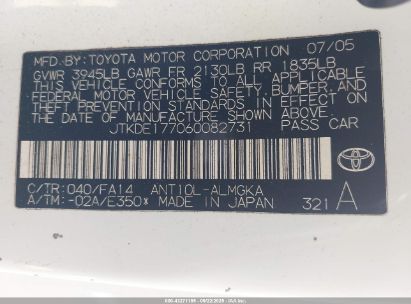 MFD.BY:TOYOTA MOTOR CORPORATION 07/05
GVWR 3945LB GAWR FR 2130LB RR 1835LB
THIS VEHICLE CONFORMS TO ALL APPLICABLE
FEDERAL MOTOR VEHICLE SAFETY,BUMPER,AND
THEFT PREVENTION STANDARDS IN EFFECT ON
THE DATE OF MANUFACTURE SHOWN ABOVE.
JTKDE177060082731 PASS.CAR
TOYOTA
C/TR:040/FA14 ANT10L-ALMGKA
A/TM:-02A/E350* MADE IN JAPAN 321 A